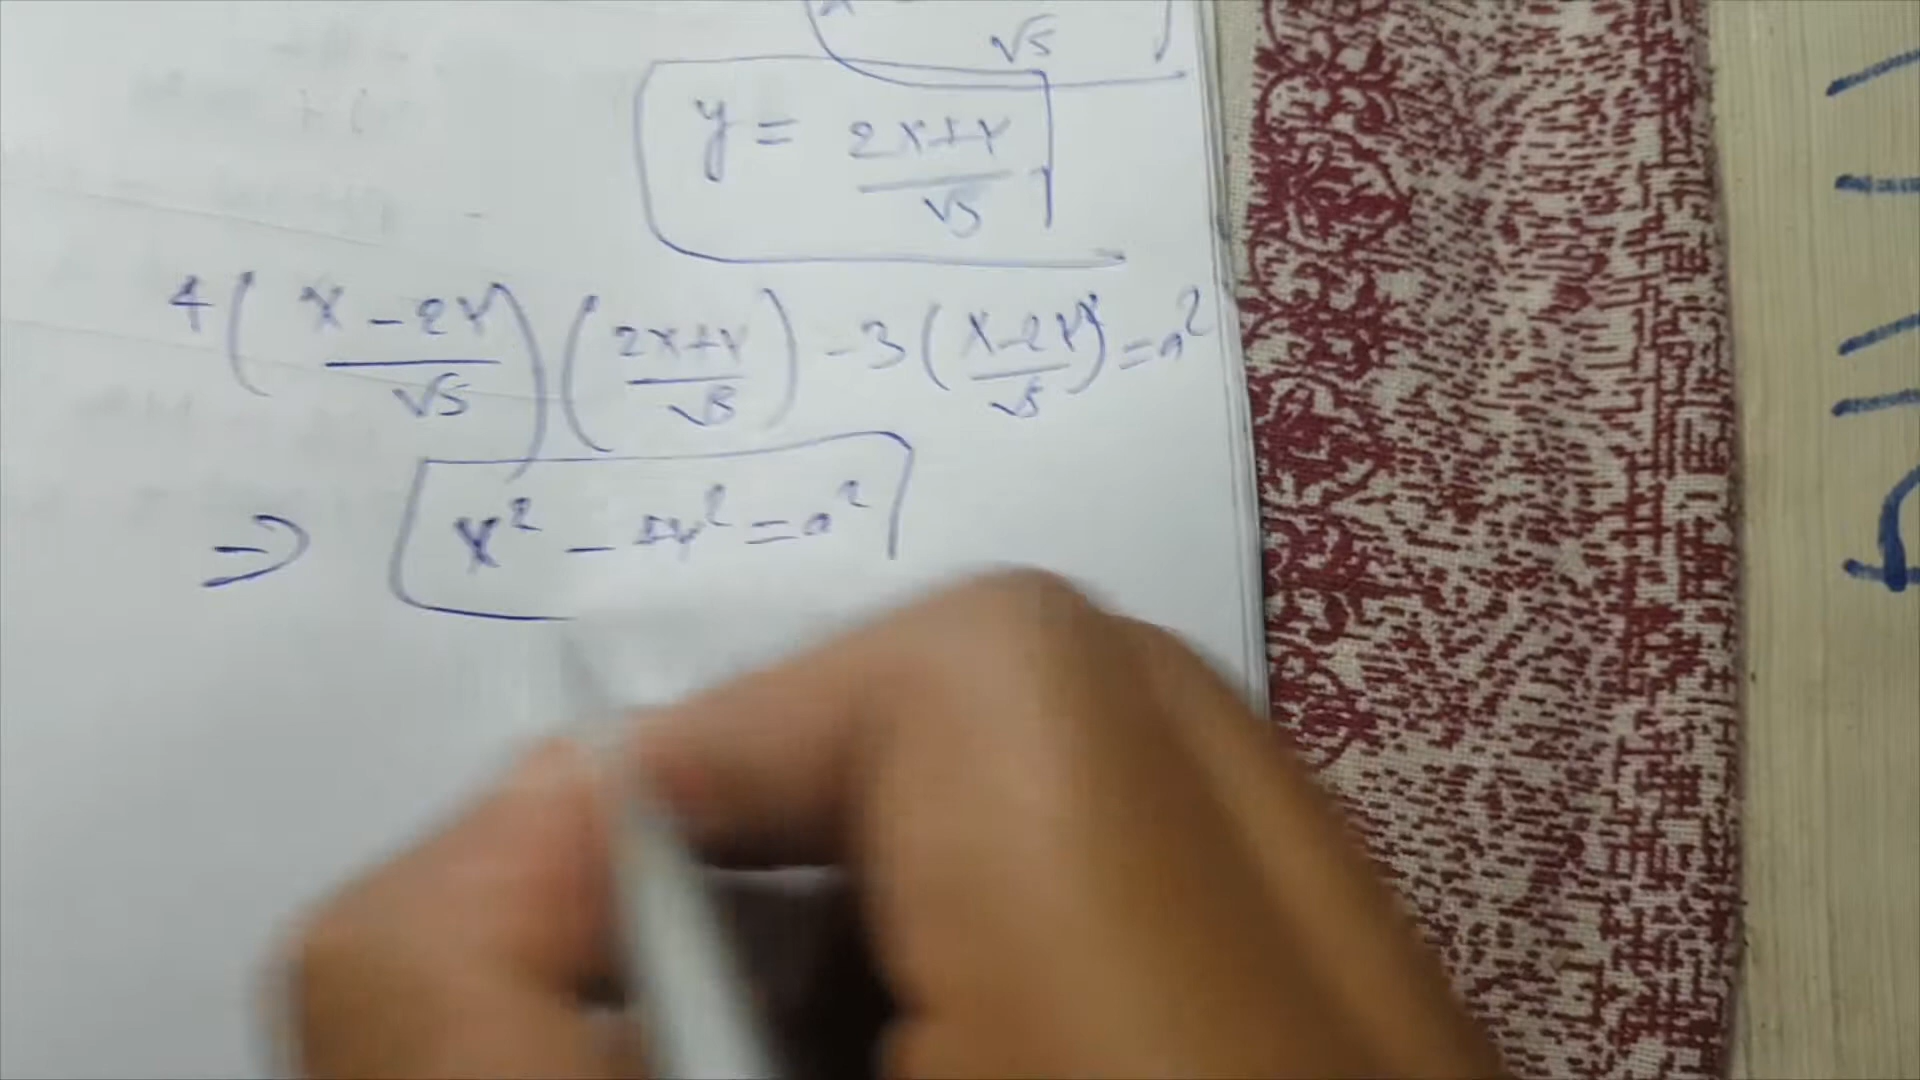 √5
y = (2x+y)/√5
4((x-2y)/√5)((2x+y)/√5) - 3((x-2y)/√5)² = a²
⇒ x² - 4y² = a²